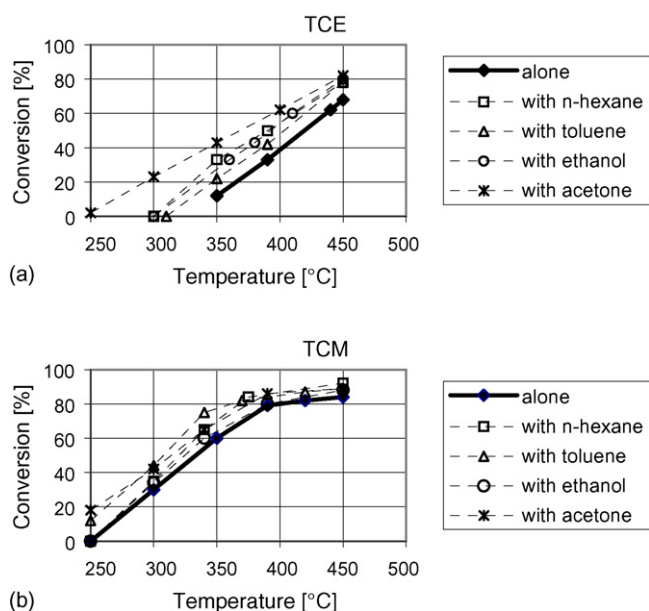 TCE
Conversion [%]
100
80
60
40
20
0
250 300 350 400 450 500
Temperature [°C]
alone
with n-hexane
with toluene
with ethanol
with acetone
(a)
TCM
Conversion [%]
100
80
60
40
20
0
250 300 350 400 450 500
Temperature [°C]
alone
with n-hexane
with toluene
with ethanol
with acetone
(b)